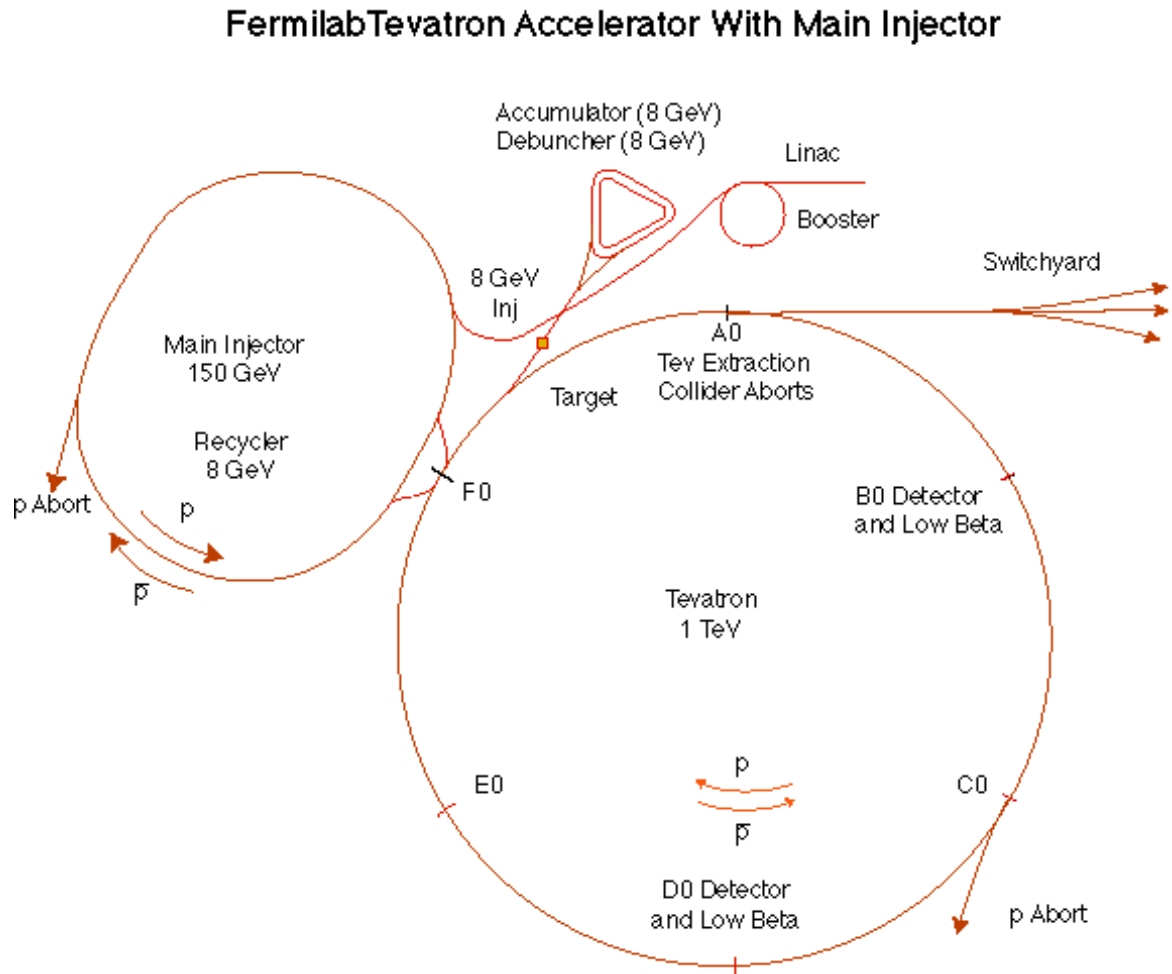 FermilabTevatron Accelerator With Main Injector
Accumulator (8 GeV)
Debuncher (8 GeV)
Linac
Booster
8 GeV
Inj
Switchyard
A0
Tev Extraction
Collider Aborts
Target
Main Injector
150 GeV
Recycler
8 GeV
p Abort
p
p̅
F0
B0 Detector
and Low Beta
Tevatron
1 TeV
E0
p
p̅
C0
D0 Detector
and Low Beta
p Abort